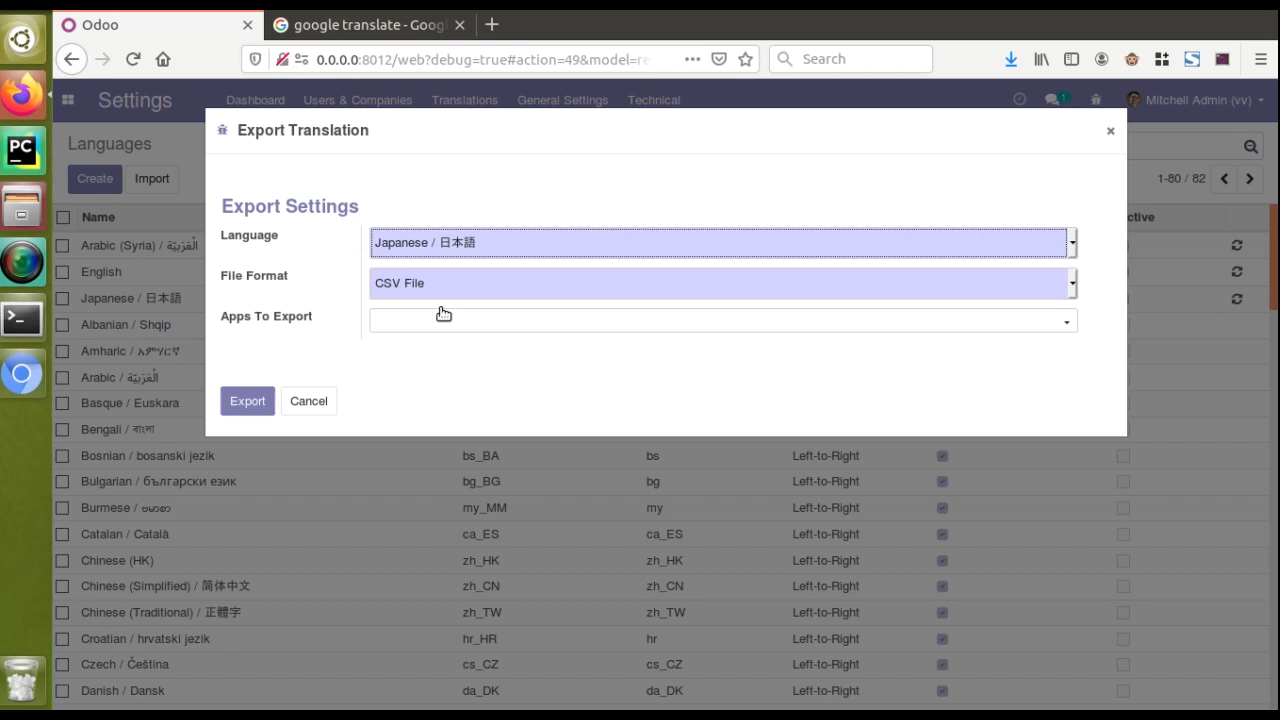 Odoo
google translate - Goog
0.0.0.0:8012/web?debug=true#action=49&model=re
Search
Settings
Dashboard
Users & Companies
Translations
General Settings
Technical
1
Mitchell Admin (vv)
Export Translation
×
Languages
Create
Import
1-80 / 82
Export Settings
Language
Japanese / 日本語
File Format
CSV File
Apps To Export
Export
Cancel
Name
ctive
Arabic (Syria) / الْعَرَبيّة
English
Japanese / 日本語
Albanian / Shqip
Amharic / አምሃርኛ
Arabic / الْعَرَبيّة
Basque / Euskara
Bengali / বাংলা
Bosnian / bosanski jezik bs_BA bs Left-to-Right
Bulgarian / български език bg_BG bg Left-to-Right
Burmese / ဗမာစာ my_MM my Left-to-Right
Catalan / Català ca_ES ca_ES Left-to-Right
Chinese (HK) zh_HK zh_HK Left-to-Right
Chinese (Simplified) / 简体中文 zh_CN zh_CN Left-to-Right
Chinese (Traditional) / 正體字 zh_TW zh_TW Left-to-Right
Croatian / hrvatski jezik hr_HR hr Left-to-Right
Czech / Čeština cs_CZ cs_CZ Left-to-Right
Danish / Dansk da_DK da_DK Left-to-Right
PC